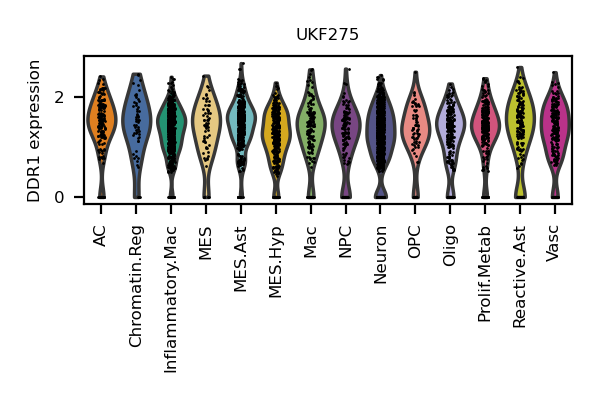 UKF275
DDR1 expression
2
0
AC
Chromatin.Reg
Inflammatory.Mac
MES
MES.Ast
MES.Hyp
Mac
NPC
Neuron
OPC
Oligo
Prolif.Metab
Reactive.Ast
Vasc